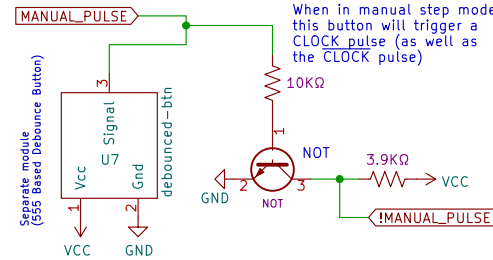 MANUAL_PULSE
When in manual step mode
this button will trigger a
CLOCK pulse (as well as
the CLOCK pulse)
3
10KΩ
Separate module
(555 Based Debounce Button)
Signal
U7
Vcc
Gnd
debounced-btn
1
NOT
3.9KΩ
GND
2
3
VCC
NOT
1
2
!MANUAL_PULSE
VCC
GND